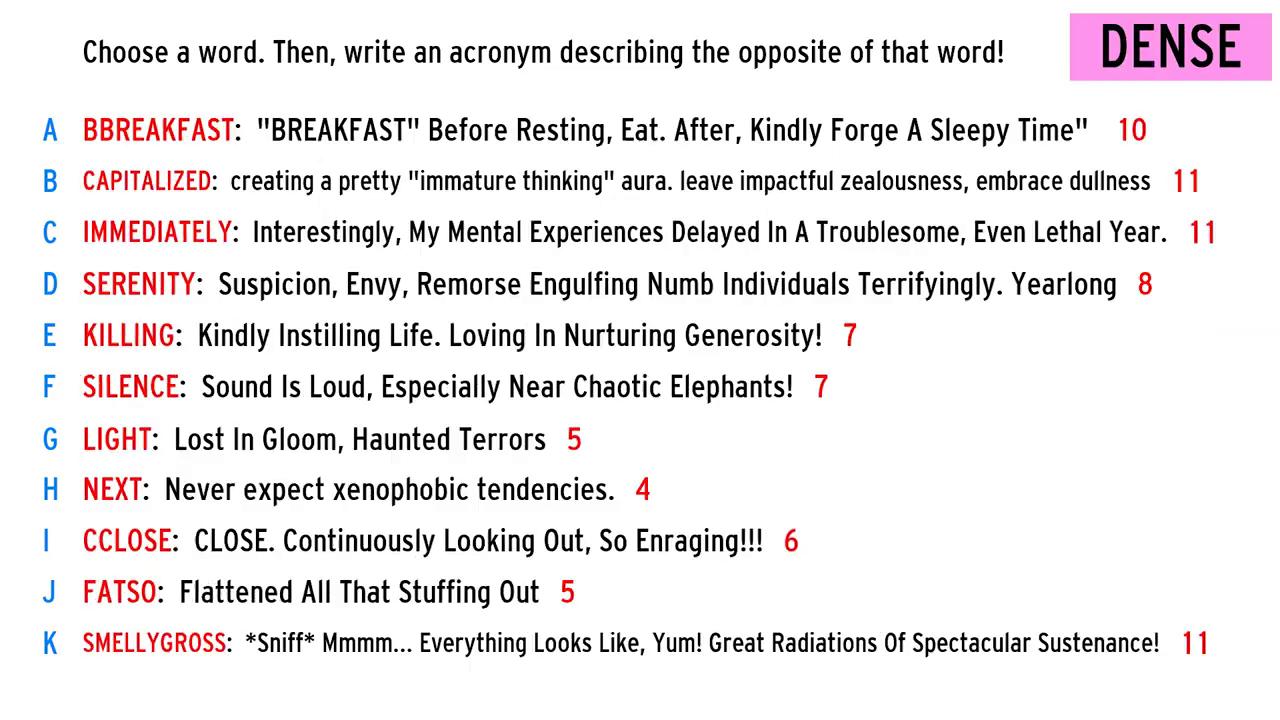 Choose a word. Then, write an acronym describing the opposite of that word!
DENSE
A BBREAKFAST: "BREAKFAST" Before Resting, Eat. After, Kindly Forge A Sleepy Time" 10
B CAPITALIZED: creating a pretty "immature thinking" aura. leave impactful zealousness, embrace dullness 11
C IMMEDIATELY: Interestingly, My Mental Experiences Delayed In A Troublesome, Even Lethal Year. 11
D SERENITY: Suspicion, Envy, Remorse Engulfing Numb Individuals Terrifyingly. Yearlong 8
E KILLING: Kindly Instilling Life. Loving In Nurturing Generosity! 7
F SILENCE: Sound Is Loud, Especially Near Chaotic Elephants! 7
G LIGHT: Lost In Gloom, Haunted Terrors 5
H NEXT: Never expect xenophobic tendencies. 4
I CCLOSE: CLOSE. Continuously Looking Out, So Enraging!!! 6
J FATSO: Flattened All That Stuffing Out 5
K SMELLYGROSS: *Sniff* Mmmm... Everything Looks Like, Yum! Great Radiations Of Spectacular Sustenance! 11